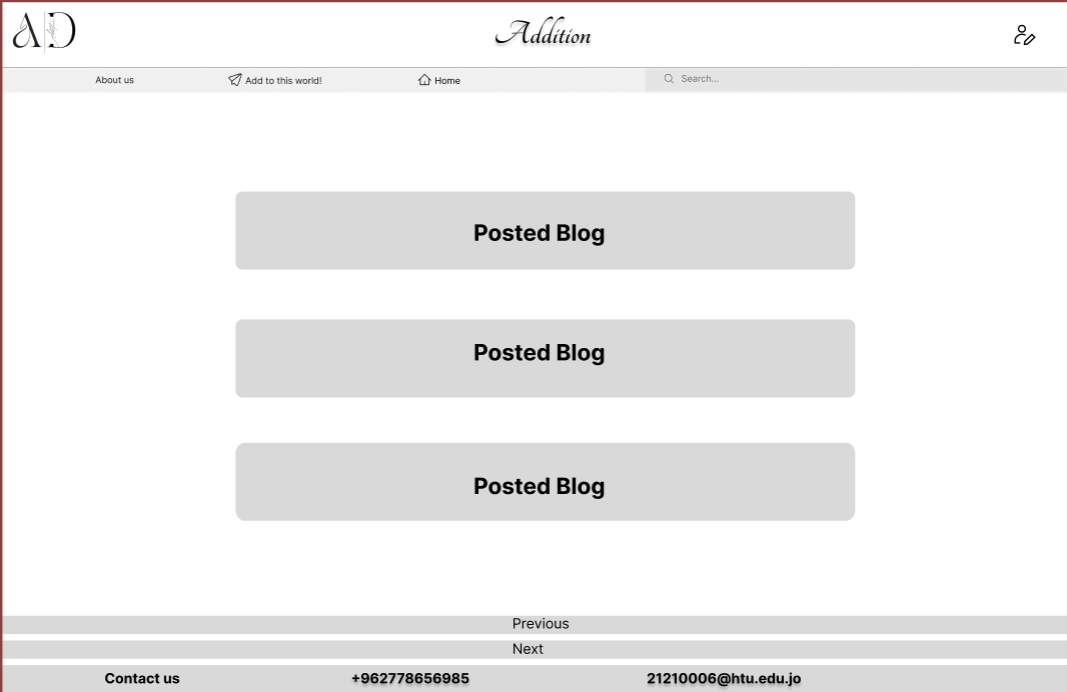 AD
Addition
About us
Add to this world!
Home
Search...
Posted Blog
Posted Blog
Posted Blog
Previous
Next
Contact us
+962778656985
21210006@htu.edu.jo